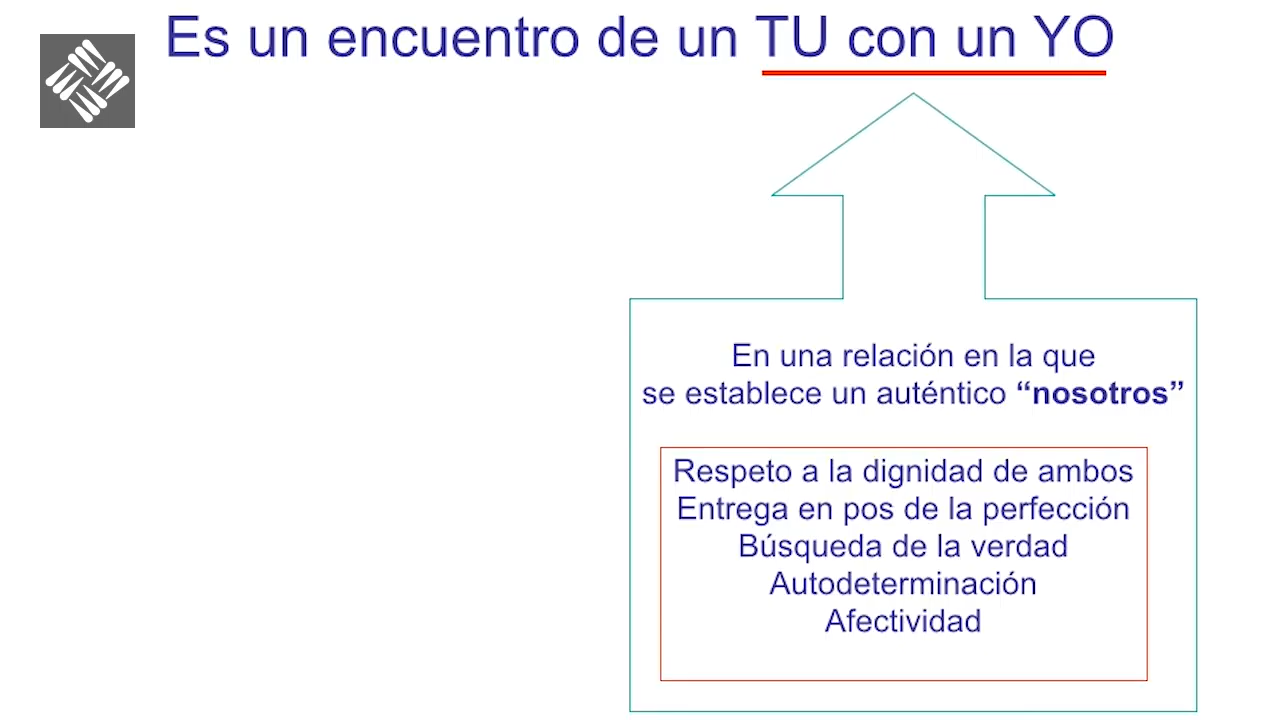 Es un encuentro de un TU con un YO
En una relación en la que
se establece un auténtico “nosotros”
Respeto a la dignidad de ambos
Entrega en pos de la perfección
Búsqueda de la verdad
Autodeterminación
Afectividad